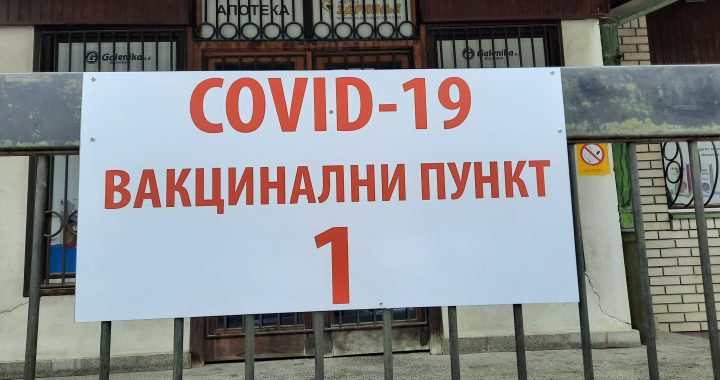 АПОТЕКА
Galenika a.d.
Galenika a.d.
COVID-19
ВАКЦИНАЛНИ ПУНКТ
1